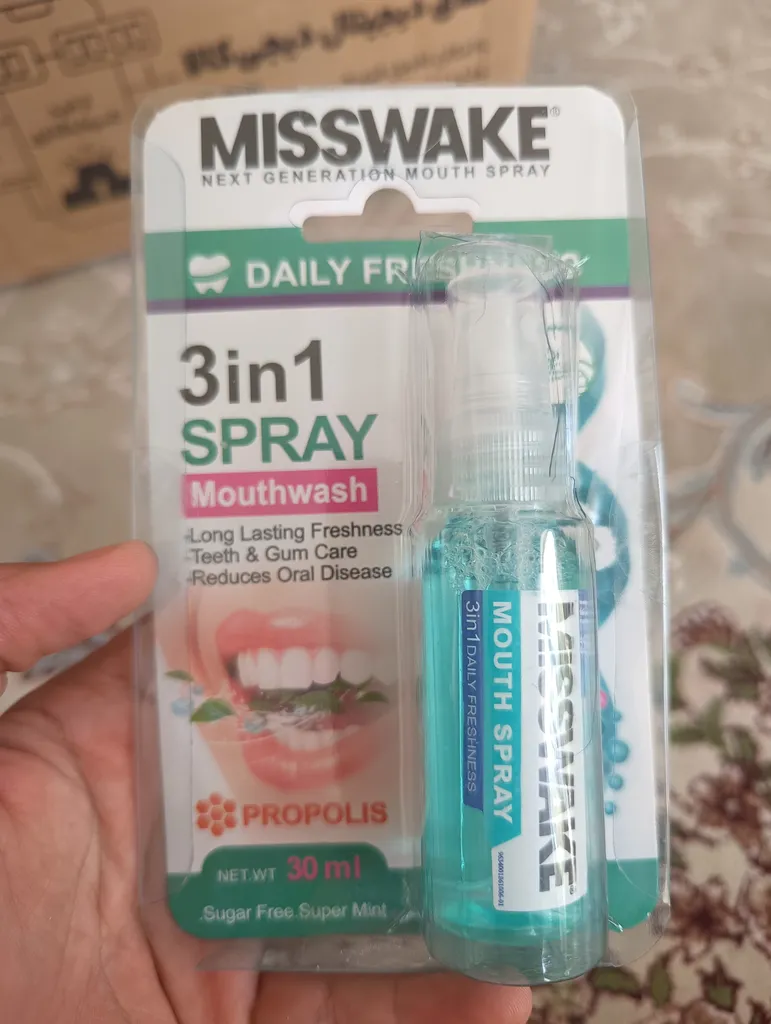 MISSWAKE®
NEXT GENERATION MOUTH SPRAY
DAILY FRESHNESS
3in1
SPRAY
Mouthwash
-Long Lasting Freshness
-Teeth & Gum Care
-Reduces Oral Disease
PROPOLIS
NET.WT 30 ml
.Sugar Free.Super Mint
MISSWAKE®
MOUTH SPRAY
3in1 DAILY FRESHNESS